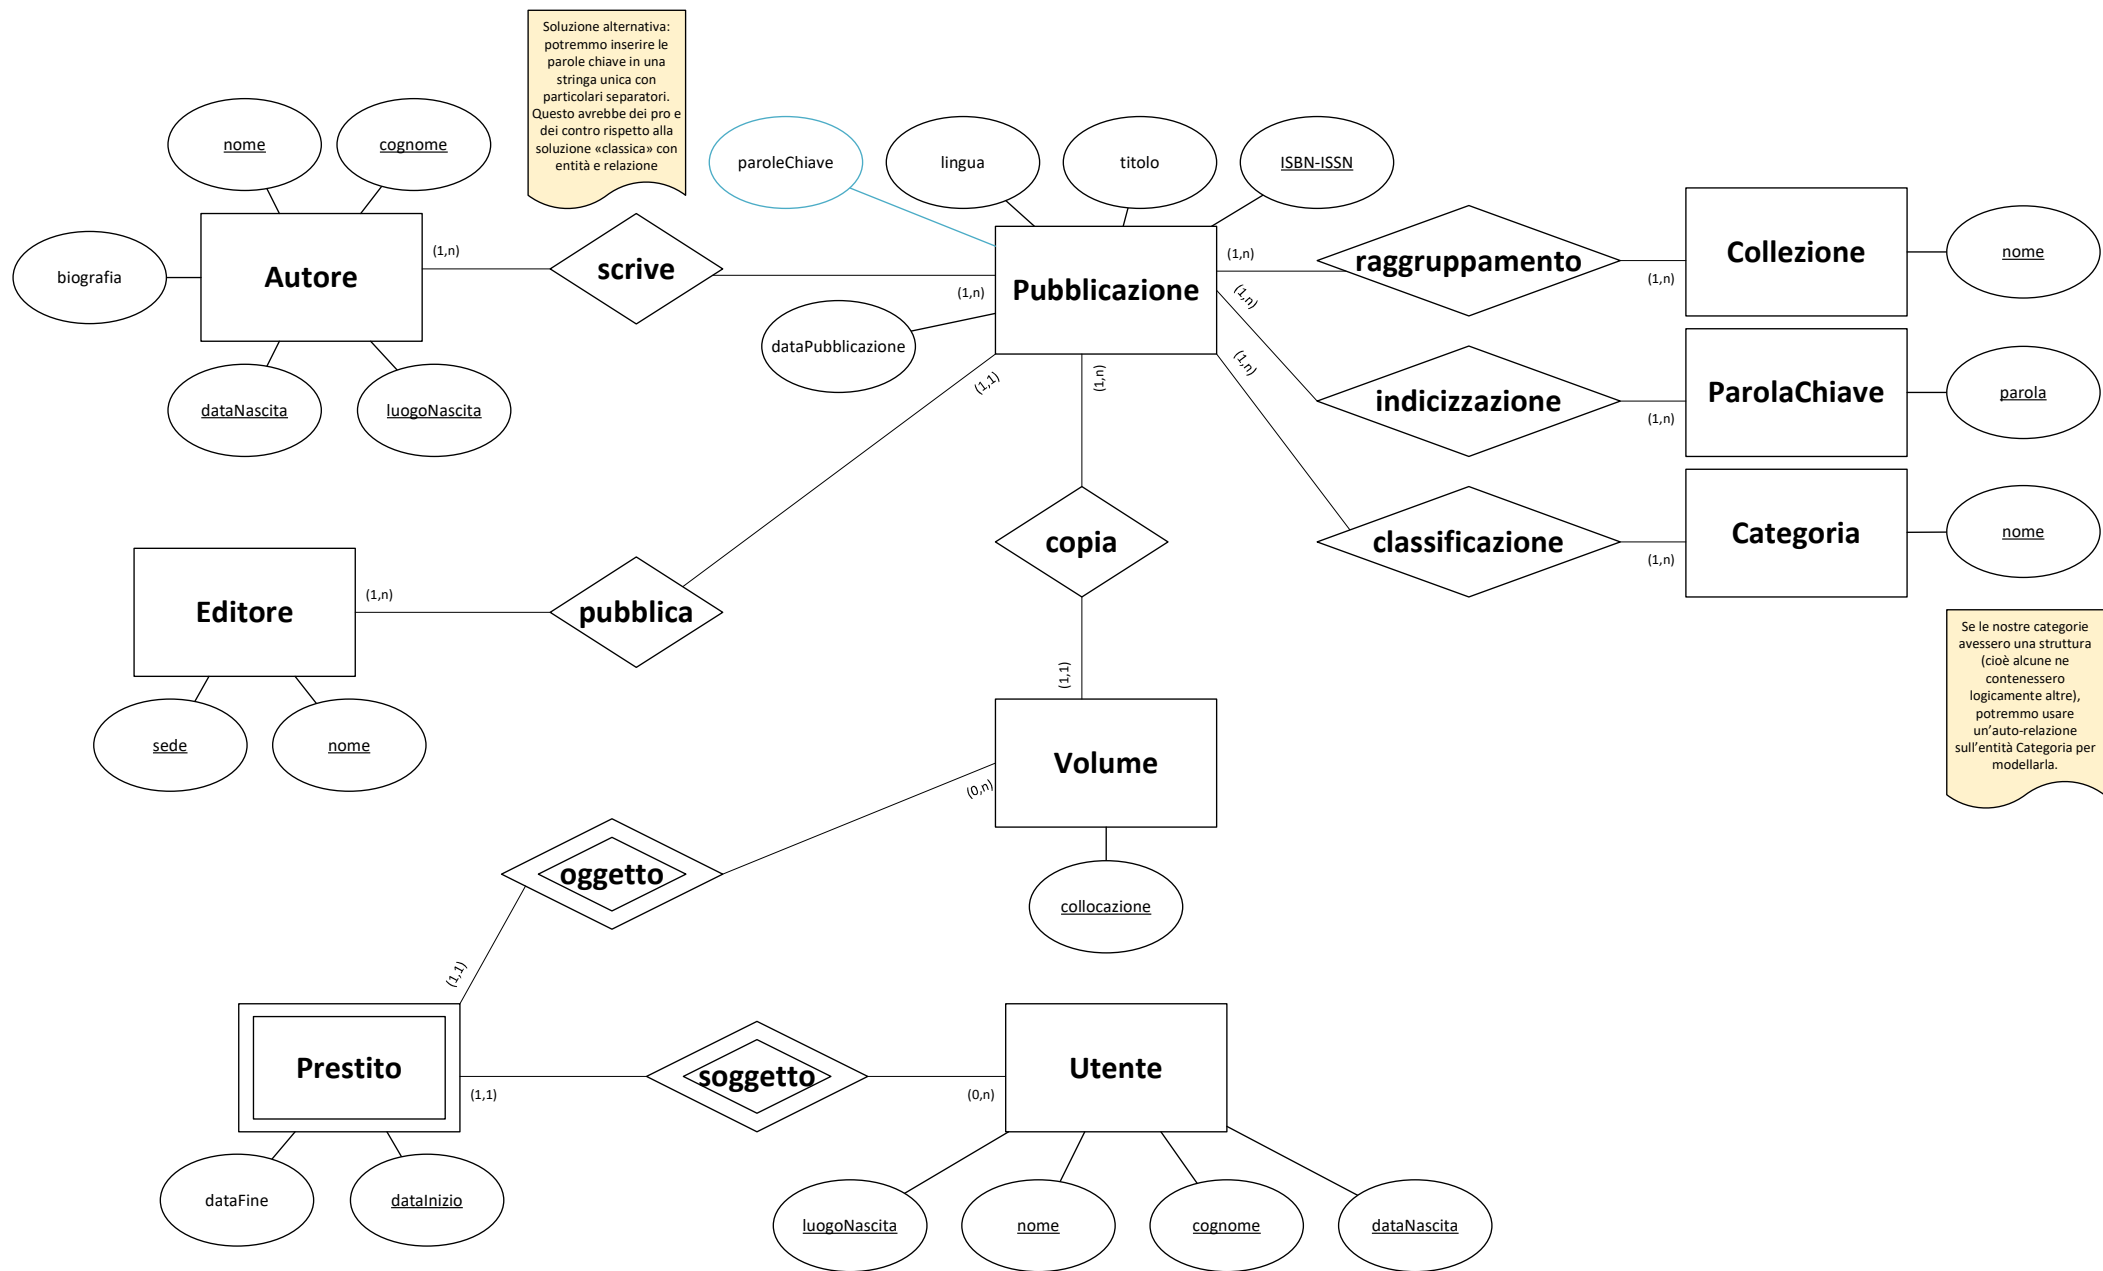 Soluzione alternativa:
potremmo inserire le
parole chiave in una
stringa unica con
particolari separatori.
Questo avrebbe dei pro e
dei contro rispetto alla
soluzione «classica» con
entità e relazione
nome
cognome
paroleChiave
lingua
titolo
ISBN-ISSN
biografia
Autore
(1,n)
scrive
(1,n)
Pubblicazione
(1,n)
raggruppamento
(1,n)
Collezione
nome
dataPubblicazione
dataNascita
luogoNascita
(1,1)
(1,n)
(1,n)
(1,n)
indicizzazione
(1,n)
ParolaChiave
parola
Editore
(1,n)
pubblica
copia
classificazione
(1,n)
Categoria
nome
sede
nome
(1,1)
Volume
(0,n)
collocazione
Se le nostre categorie
avessero una struttura
(cioè alcune ne
contenessero
logicamente altre),
potremmo usare
un'auto-relazione
sull'entità Categoria per
modellarla.
oggetto
(1,1)
Prestito
(1,1)
soggetto
(0,n)
Utente
dataFine
dataInizio
luogoNascita
nome
cognome
dataNascita